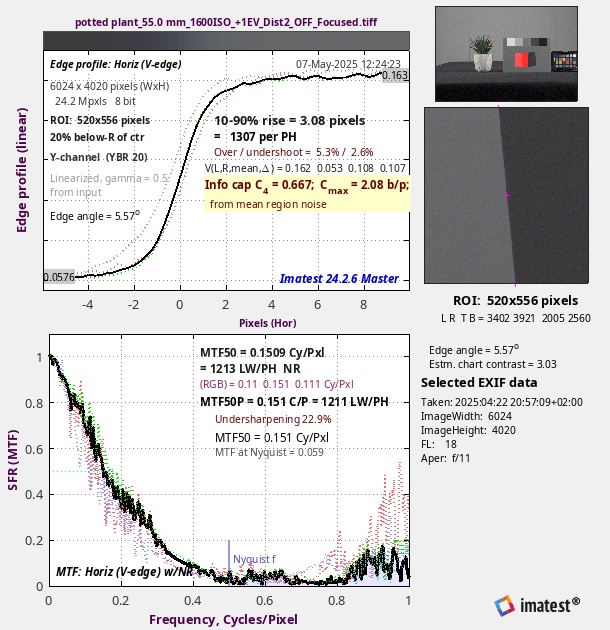 potted plant_55.0 mm_1600ISO_+1EV_Dist2_OFF_Focused.tiff
Edge profile: Horiz (V-edge)
07-May-2025 12:24:23
0.163
6024 x 4020 pixels (WxH)
24.2 Mpxls 8 bit
ROI: 520x556 pixels
20% below-R of ctr
Y-channel (YBR 20)
Linearized, gamma = 0.5
from input
Edge angle = 5.57⁰
10-90% rise = 3.08 pixels
= 1307 per PH
Over / undershoot = 5.3% / 2.6%
V(L,R,mean,Δ) = 0.162 0.053 0.108 0.107
Info cap C4 = 0.667; Cmax = 2.08 b/p;
from mean region noise
0.0576
Imatest 24.2.6 Master
Edge profile (linear)
-4 -2 0 2 4 6 8
Pixels (Hor)
ROI: 520x556 pixels
L R T B = 3402 3921 2005 2560
Edge angle = 5.57⁰
Estm. chart contrast = 3.03
Selected EXIF data
Taken: 2025:04:22 20:57:09+02:00
ImageWidth: 6024
ImageHeight: 4020
FL: 18
Aper: f/11
MTF50 = 0.1509 Cy/Pxl
= 1213 LW/PH NR
(RGB) = 0.11 0.151 0.111 Cy/Pxl
MTF50P = 0.151 C/P = 1211 LW/PH
Undersharpening 22.9%
MTF50 = 0.151 Cy/Pxl
MTF at Nyquist = 0.059
1
0.8
0.6
0.4
0.2
0
SFR (MTF)
Nyquist f
MTF: Horiz (V-edge) w/NR
0 0.2 0.4 0.6 0.8 1
Frequency, Cycles/Pixel
imatest®